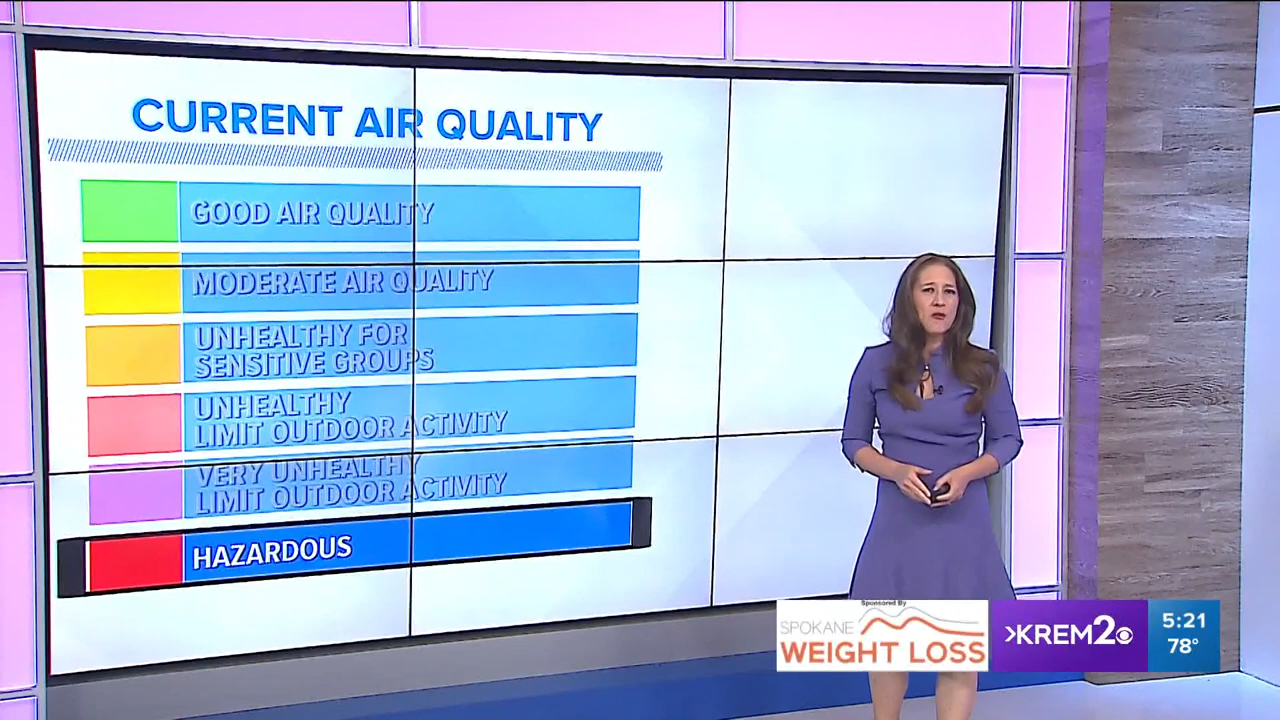 CURRENT AIR QUALITY
GOOD AIR QUALITY
MODERATE AIR QUALITY
UNHEALTHY FOR
SENSITIVE GROUPS
UNHEALTHY
LIMIT OUTDOOR ACTIVITY
VERY UNHEALTHY
LIMIT OUTDOOR ACTIVITY
HAZARDOUS
Sponsored By
SPOKANE
WEIGHT LOSS
KREM2
5:21
78°